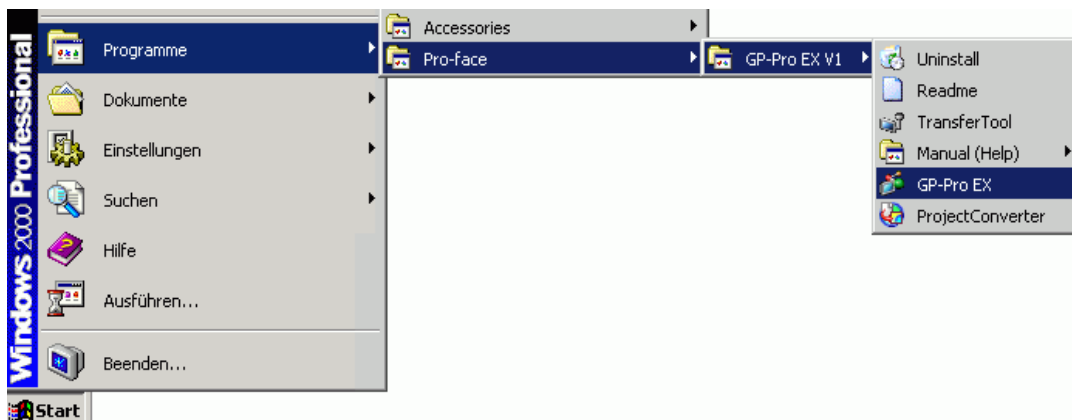 Windows 2000 Professional
Programme
Dokumente
Einstellungen
Suchen
Hilfe
Ausführen...
Beenden...
Start
Accessories
Pro-face
GP-Pro EX V1
Uninstall
Readme
TransferTool
Manual (Help)
GP-Pro EX
ProjectConverter